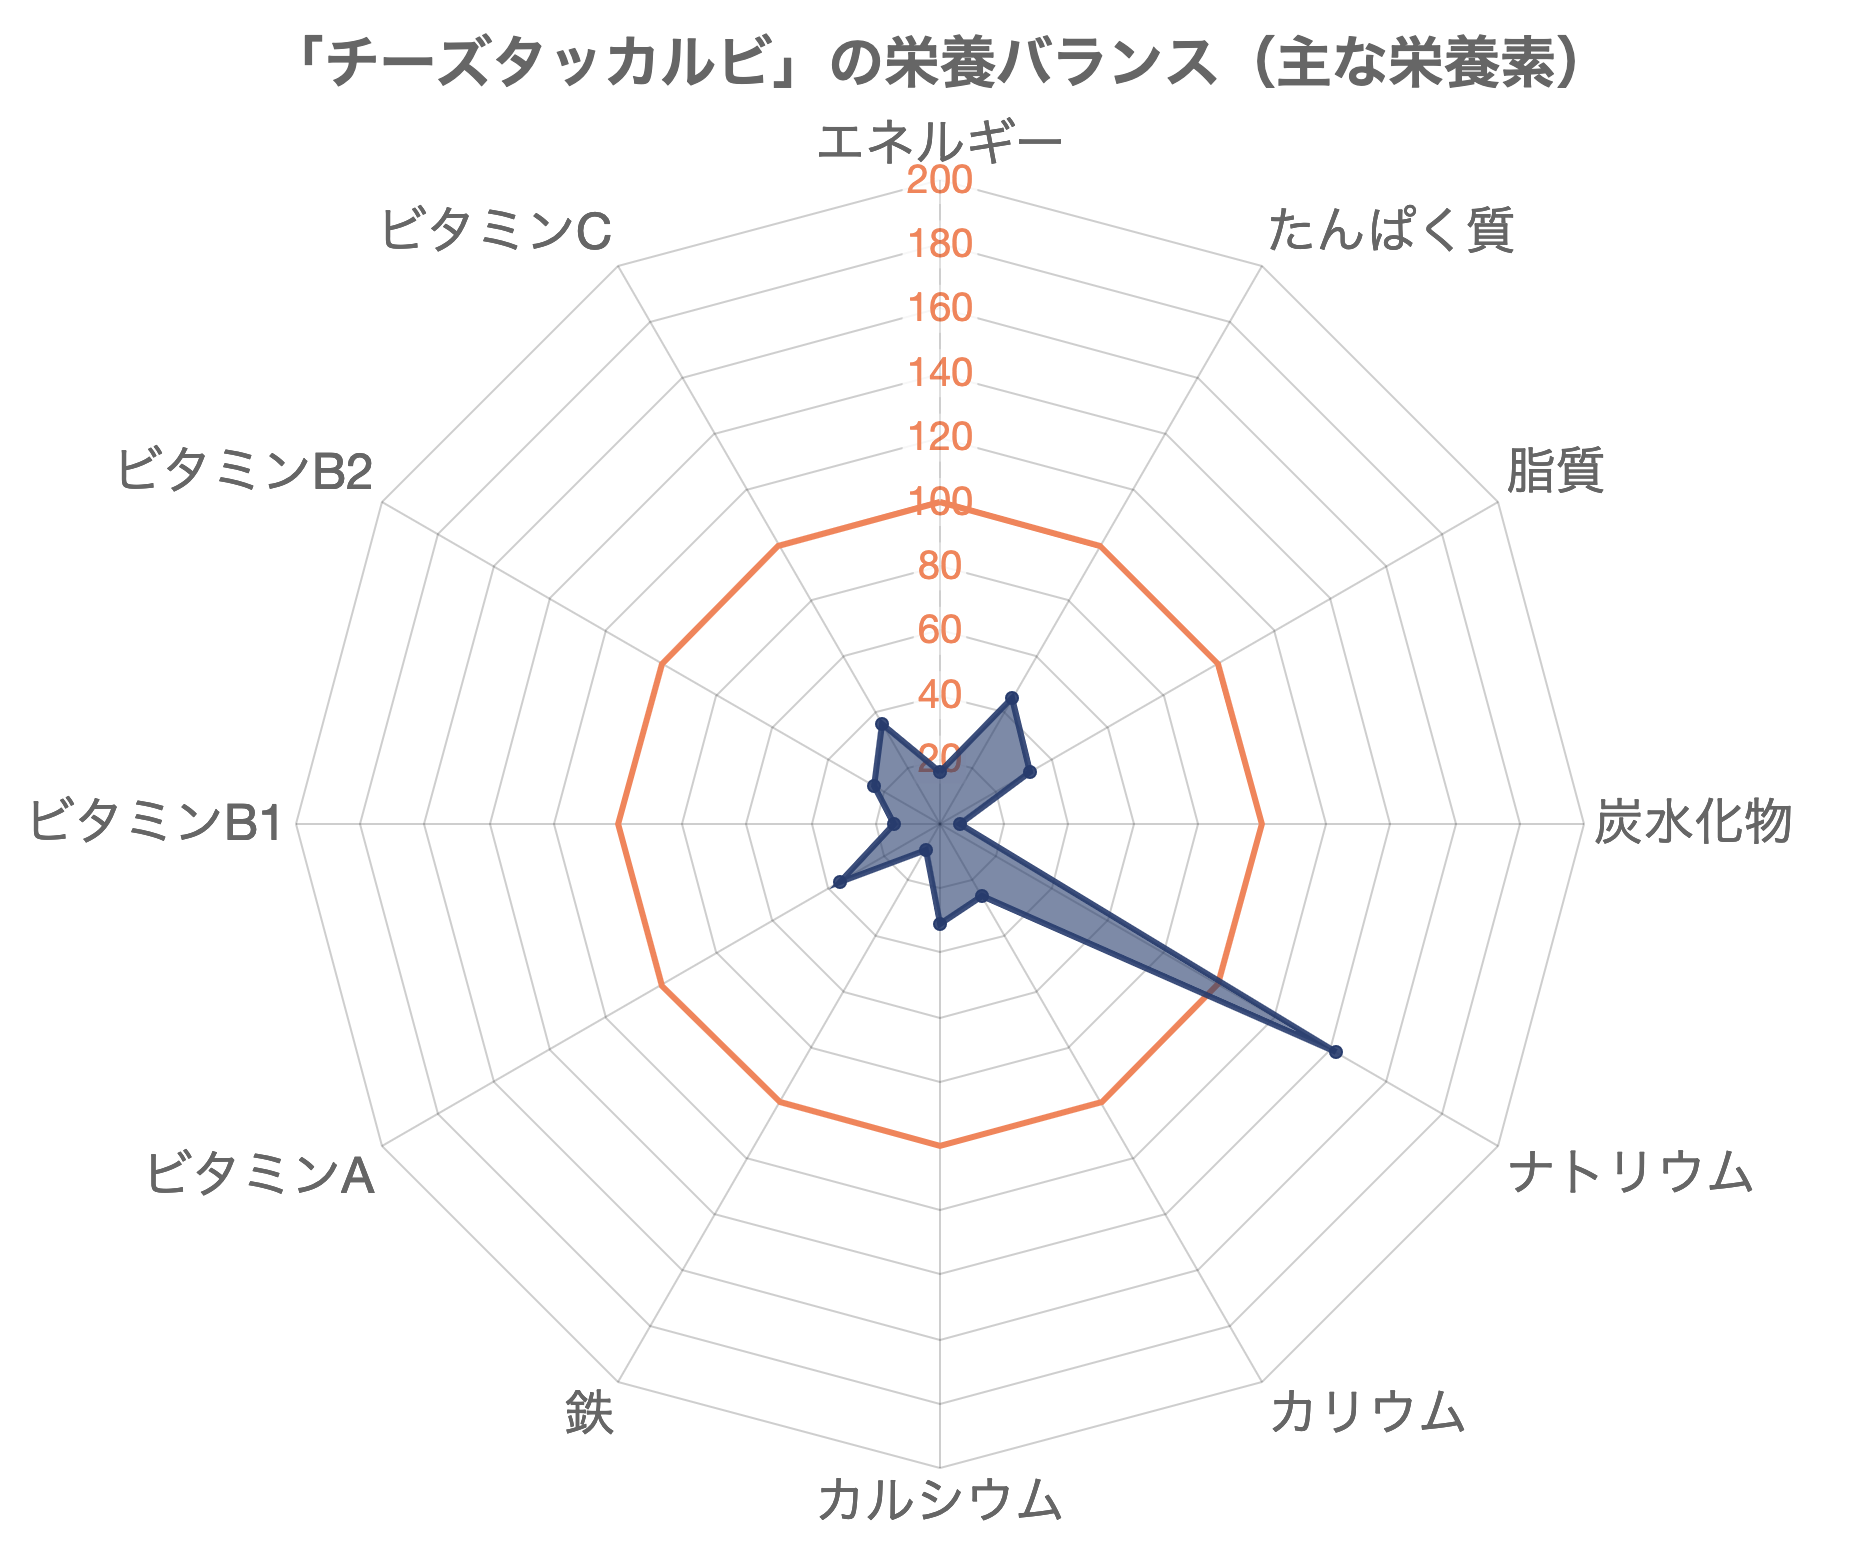 「チーズタッカルビ」の栄養バランス（主な栄養素）
エネルギー
たんぱく質
脂質
炭水化物
ナトリウム
カリウム
カルシウム
鉄
ビタミンA
ビタミンB1
ビタミンB2
ビタミンC
200
180
160
140
120
100
80
60
40
20